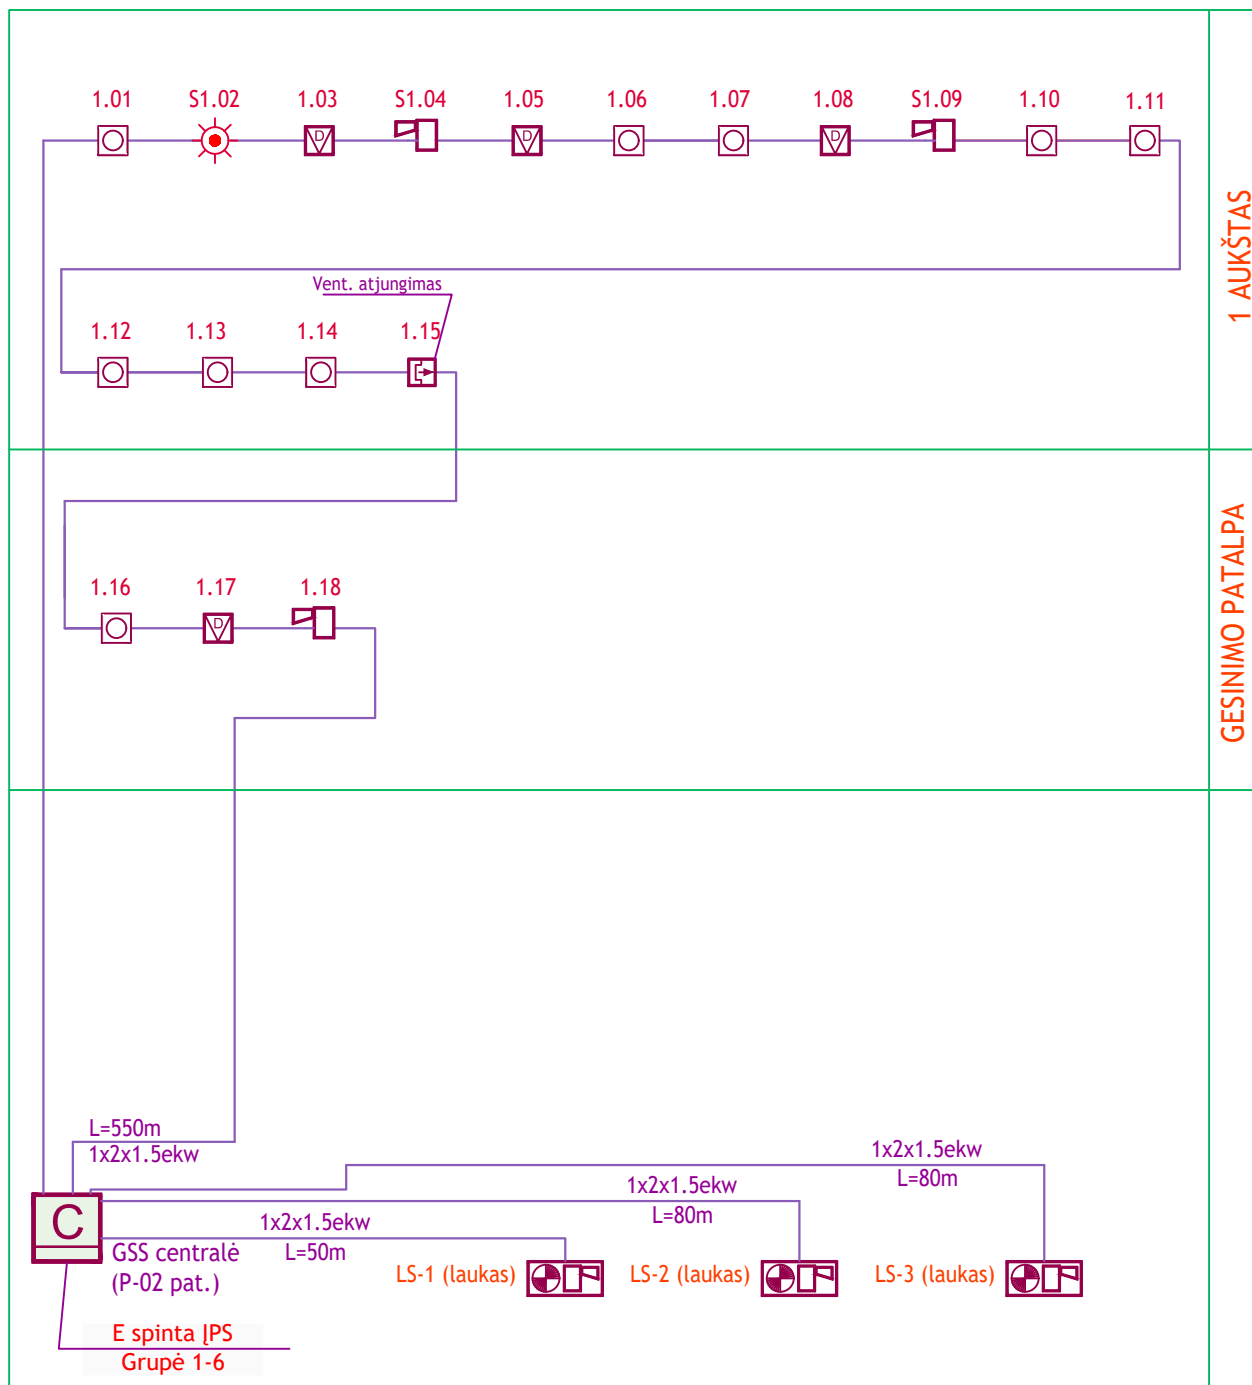 1.01 S1.02 1.03 S1.04 1.05 1.06 1.07 1.08 S1.09 1.10 1.11
D D D
1 AUKŠTAS
Vent. atjungimas
1.12 1.13 1.14 1.15
GESINIMO PATALPA
1.16 1.17 1.18
D
L=550m
1x2x1.5ekw
1x2x1.5ekw
L=80m
1x2x1.5ekw
L=80m
1x2x1.5ekw
L=50m
C
GSS centralė
(P-02 pat.)
LS-1 (laukas) LS-2 (laukas) LS-3 (laukas)
E spinta ĮPS
Grupė 1-6